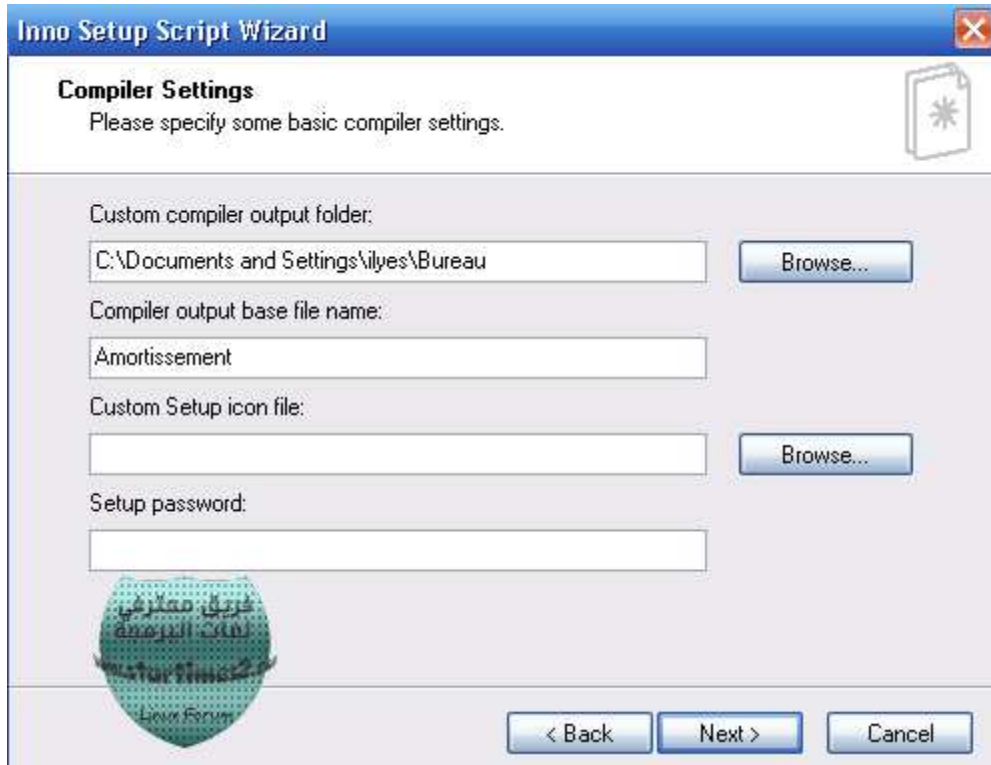 Inno Setup Script Wizard
Compiler Settings
Please specify some basic compiler settings.
Custom compiler output folder:
C:\Documents and Settings\ilyes\Bureau
Browse...
Compiler output base file name:
Amortissement
Custom Setup icon file:
Browse...
Setup password:
فريق محترفي
لغات البرمجة
< Back
Next >
Cancel